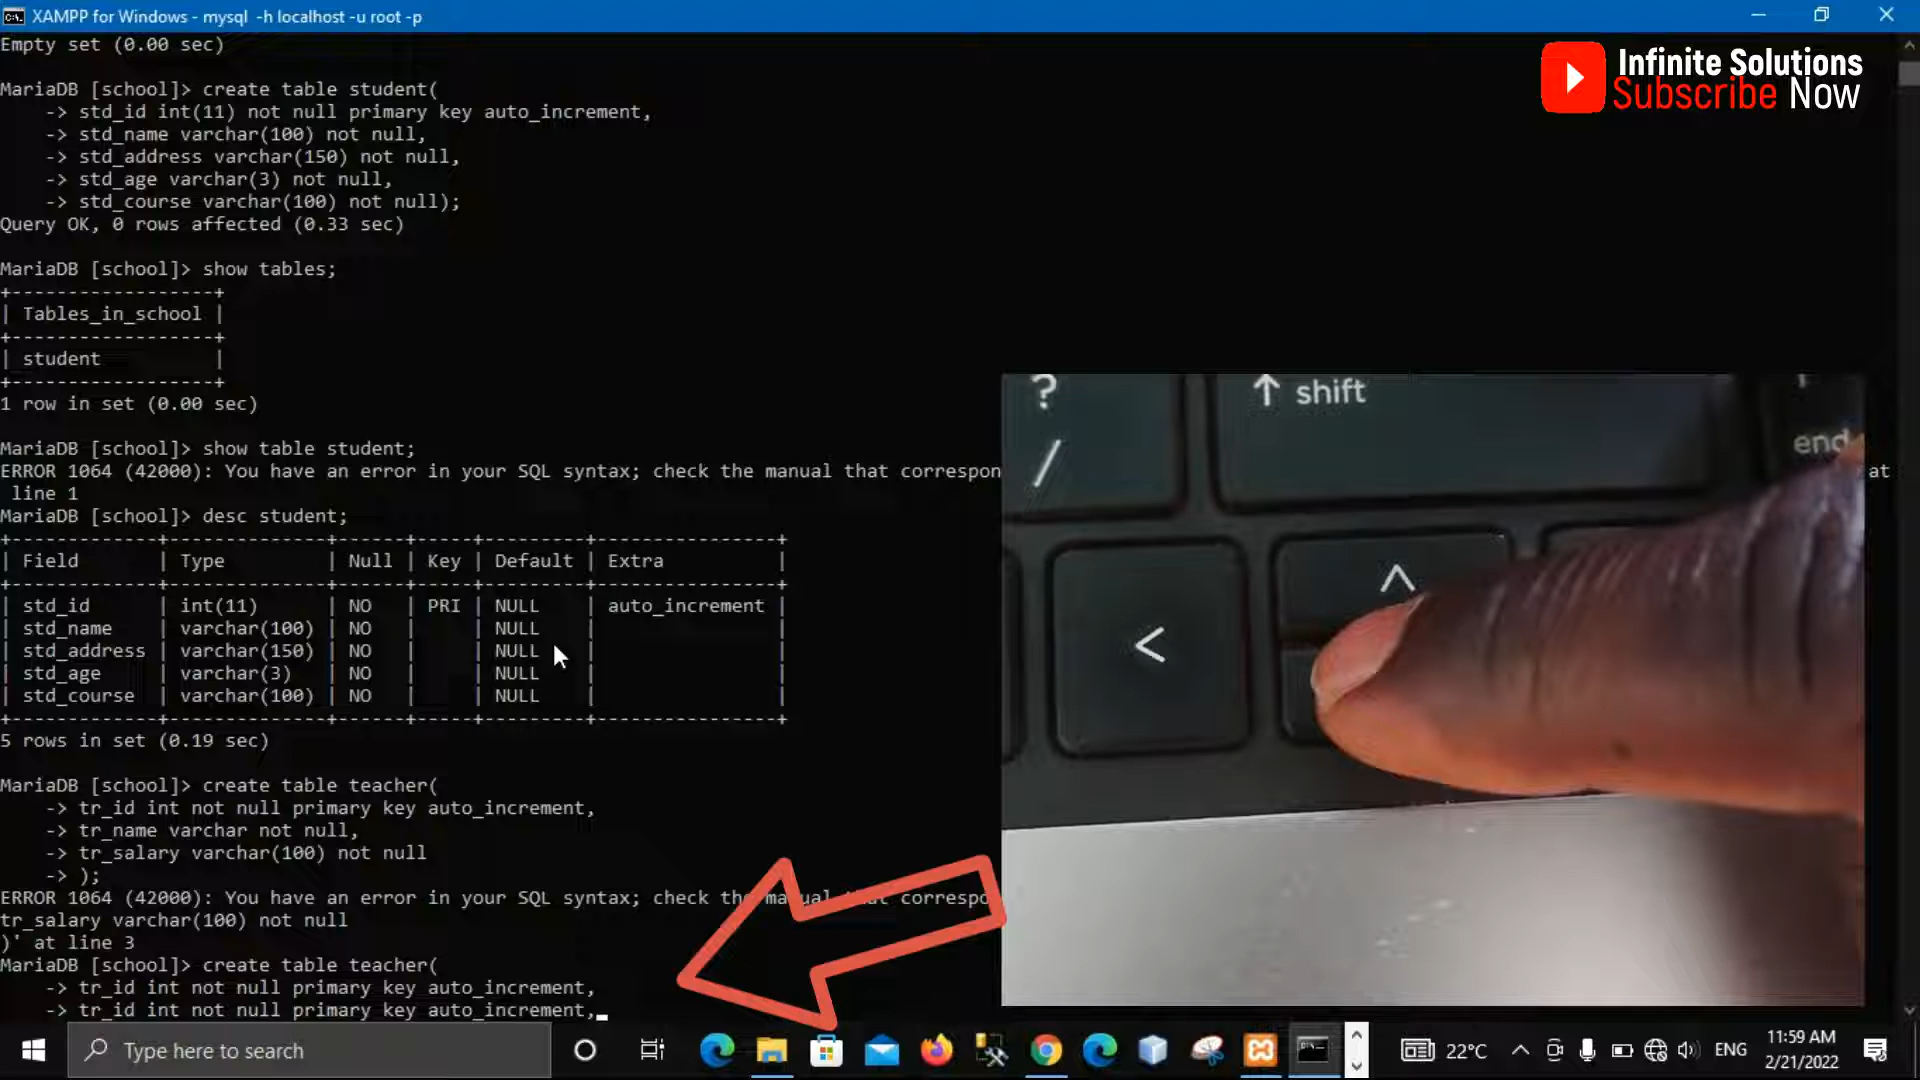 XAMPP for Windows - mysql -h localhost -u root -p
Empty set (0.00 sec)
MariaDB [school]> create table student(
-> std_id int(11) not null primary key auto_increment,
-> std_name varchar(100) not null,
-> std_address varchar(150) not null,
-> std_age varchar(3) not null,
-> std_course varchar(100) not null);
Query OK, 0 rows affected (0.33 sec)
MariaDB [school]> show tables;
+------------------+
| Tables_in_school |
+------------------+
| student          |
+------------------+
1 row in set (0.00 sec)
MariaDB [school]> show table student;
ERROR 1064 (42000): You have an error in your SQL syntax; check the manual that correspon at
line 1
MariaDB [school]> desc student;
+-------------+--------------+------+-----+---------+----------------+
| Field       | Type         | Null | Key | Default | Extra          |
+-------------+--------------+------+-----+---------+----------------+
| std_id      | int(11)      | NO   | PRI | NULL    | auto_increment |
| std_name    | varchar(100) | NO   |     | NULL    |                |
| std_address | varchar(150) | NO   |     | NULL    |                |
| std_age     | varchar(3)   | NO   |     | NULL    |                |
| std_course  | varchar(100) | NO   |     | NULL    |                |
+-------------+--------------+------+-----+---------+----------------+
5 rows in set (0.19 sec)
MariaDB [school]> create table teacher(
-> tr_id int not null primary key auto_increment,
-> tr_name varchar not null,
-> tr_salary varchar(100) not null
-> );
ERROR 1064 (42000): You have an error in your SQL syntax; check the manual that correspo
tr_salary varchar(100) not null
)' at line 3
MariaDB [school]> create table teacher(
-> tr_id int not null primary key auto_increment,
-> tr_id int not null primary key auto_increment,
Infinite Solutions
Subscribe Now
? /
↑ shift
end
<
^
Type here to search
22°C
ENG
11:59 AM
2/21/2022